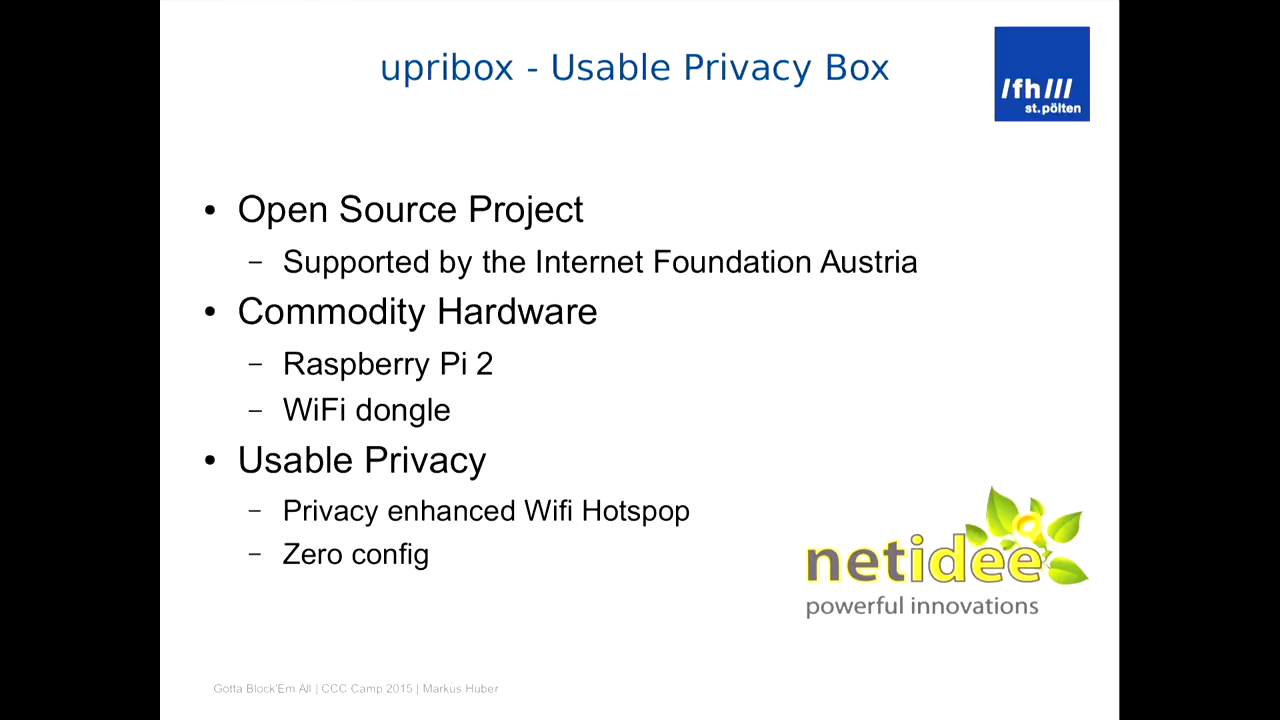 upribox - Usable Privacy Box
/fh///
st.pölten
• Open Source Project
– Supported by the Internet Foundation Austria
• Commodity Hardware
– Raspberry Pi 2
– WiFi dongle
• Usable Privacy
– Privacy enhanced Wifi Hotspop
– Zero config
netidee
powerful innovations
Gotta Block'Em All | CCC Camp 2015 | Markus Huber